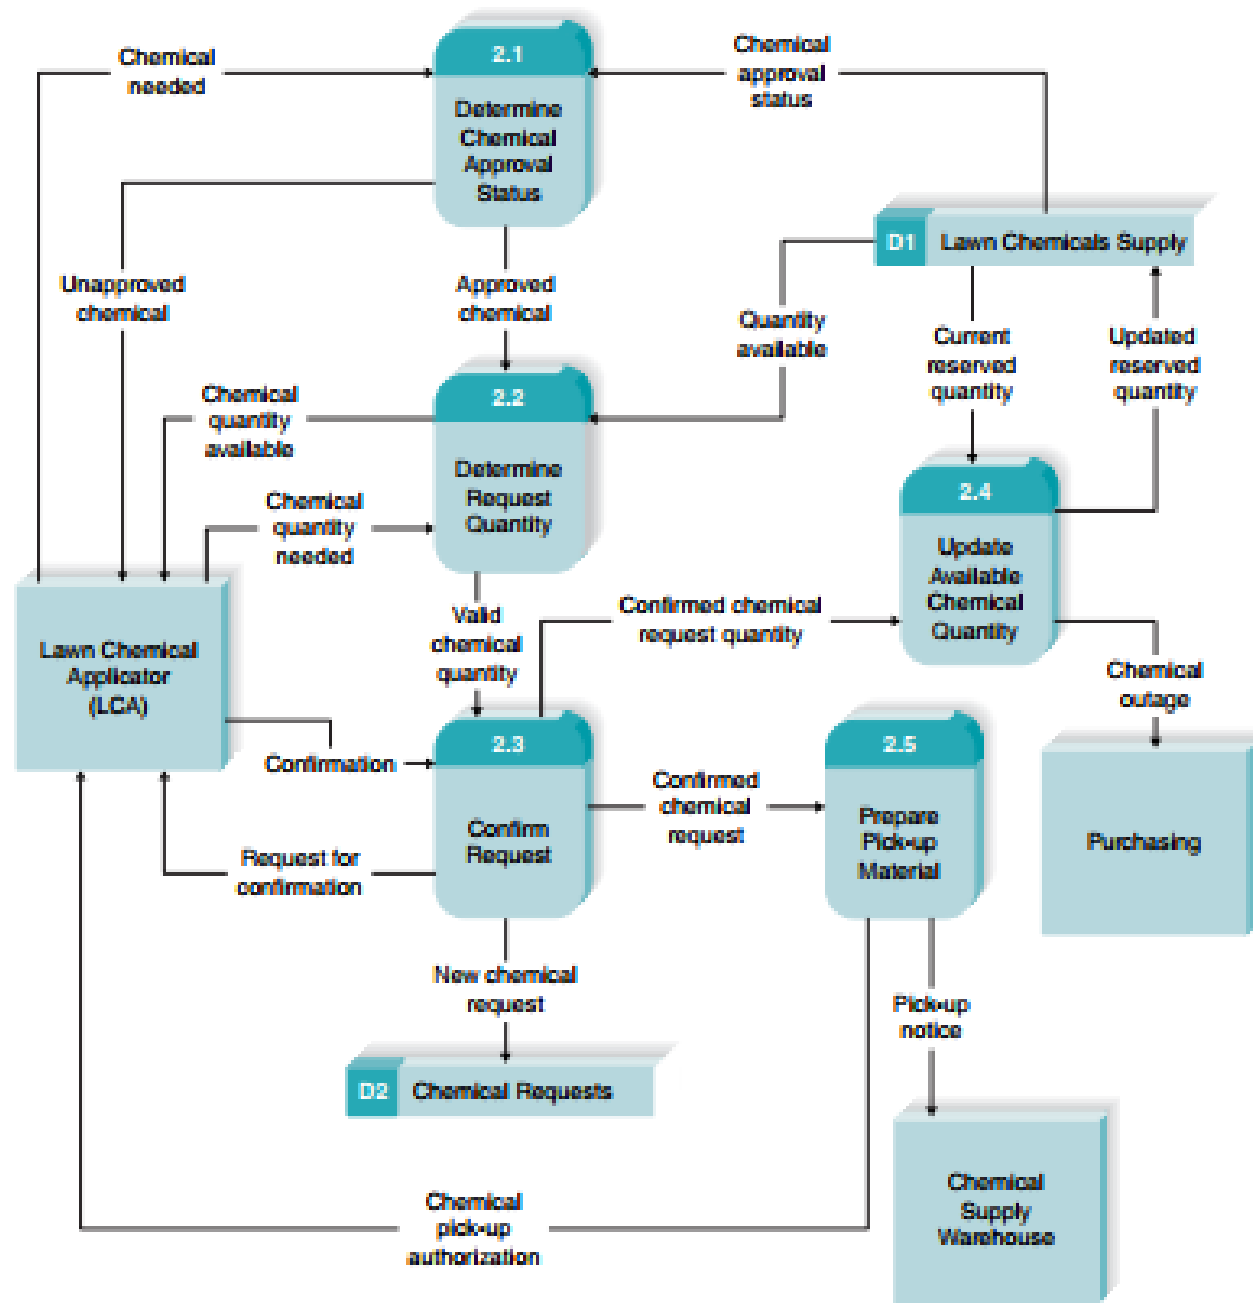 Chemical
needed
2.1
Determine
Chemical
Approval
Status
Chemical
approval
status
D1
Lawn Chemicals Supply
Unapproved
chemical
Approved
chemical
Quantity
available
Current
reserved
quantity
Updated
reserved
quantity
Chemical
quantity
available
2.2
Determine
Request
Quantity
Chemical
quantity
needed
2.4
Update
Available
Chemical
Quantity
Lawn Chemical
Applicator
(LCA)
Valid
chemical
quantity
Confirmed chemical
request quantity
Chemical
outage
Confirmation
2.3
Confirm
Request
Confirmed
chemical
request
2.5
Prepare
Pick-up
Material
Purchasing
Request for
confirmation
New chemical
request
Pick-up
notice
D2
Chemical Requests
Chemical
pick-up
authorization
Chemical
Supply
Warehouse